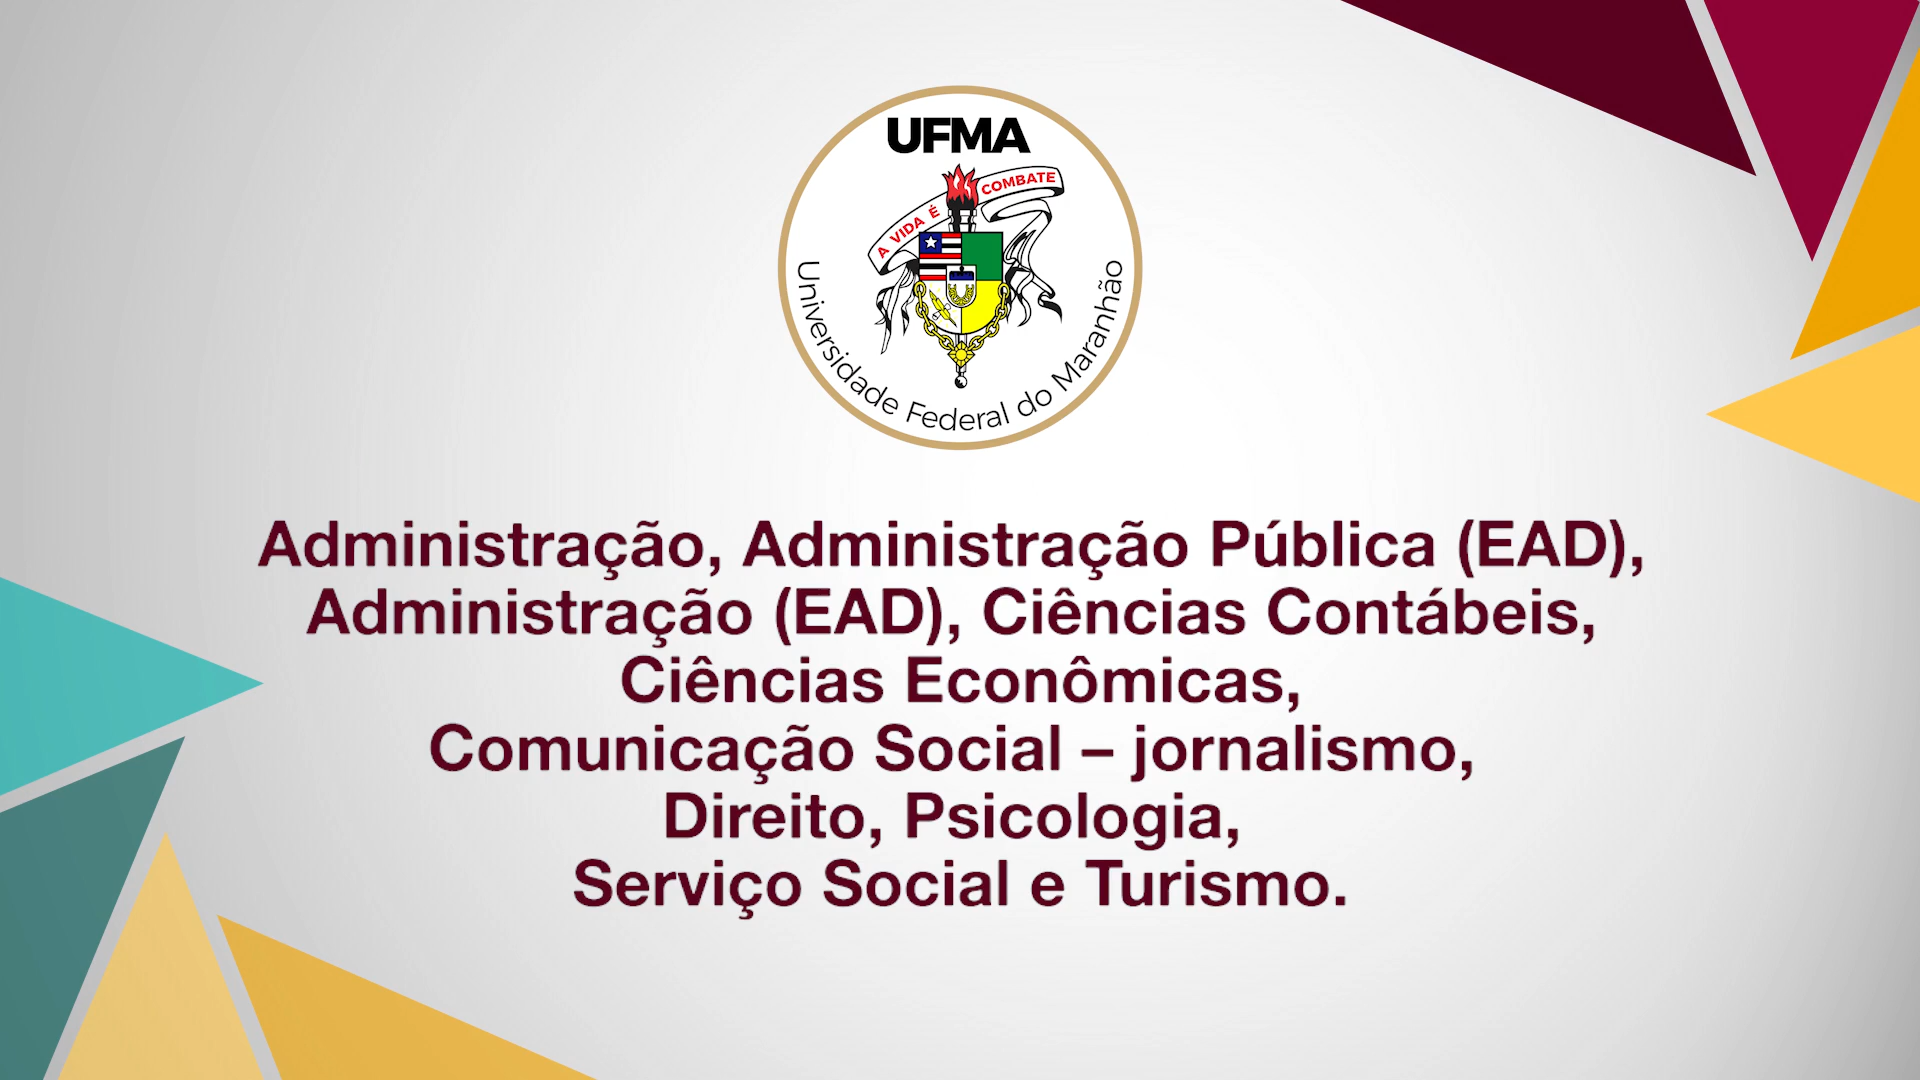 UFMA
A VIDA É COMBATE
Universidade Federal do Maranhão
Administração, Administração Pública (EAD),
Administração (EAD), Ciências Contábeis,
Ciências Econômicas,
Comunicação Social – jornalismo,
Direito, Psicologia,
Serviço Social e Turismo.